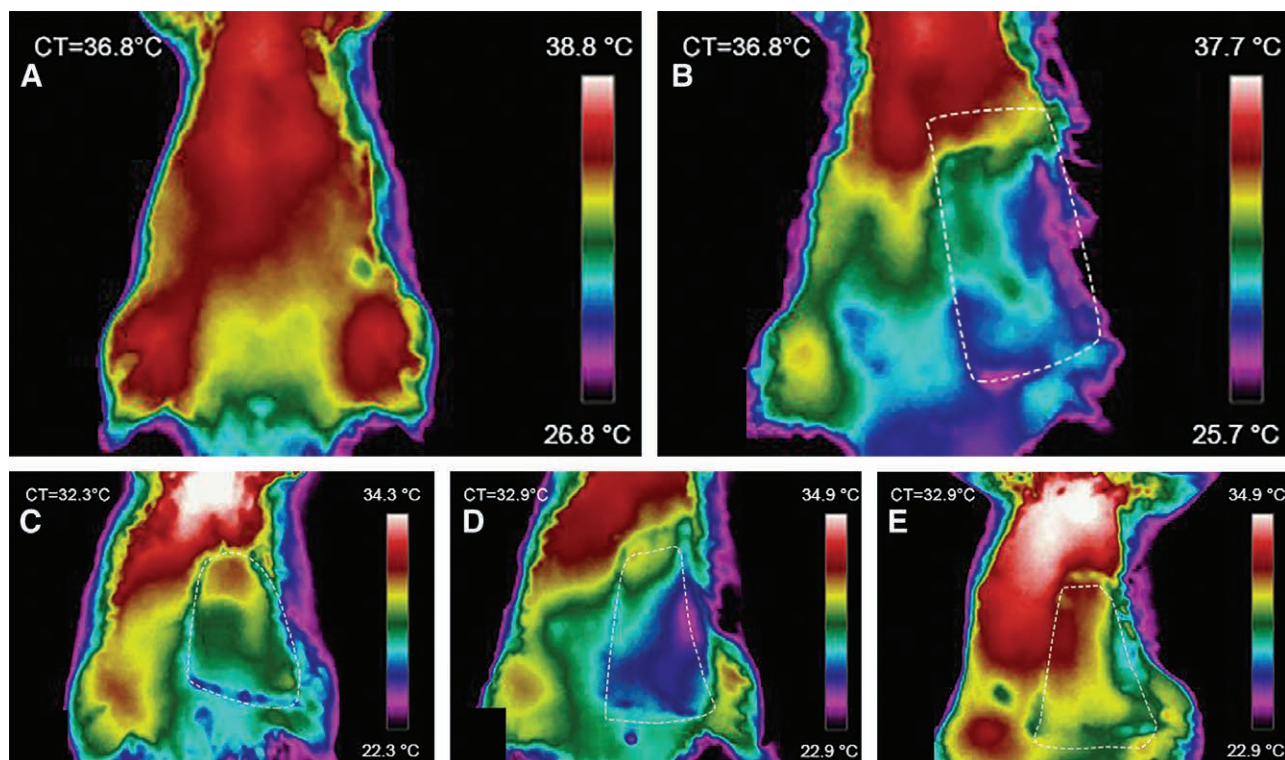 CT=36.8°C
38.8 °C
A
26.8 °C
CT=36.8°C
37.7 °C
B
25.7 °C
CT=32.3°C
34.3 °C
C
22.3 °C
CT=32.9°C
34.9 °C
D
22.9 °C
CT=32.9°C
34.9 °C
E
22.9 °C